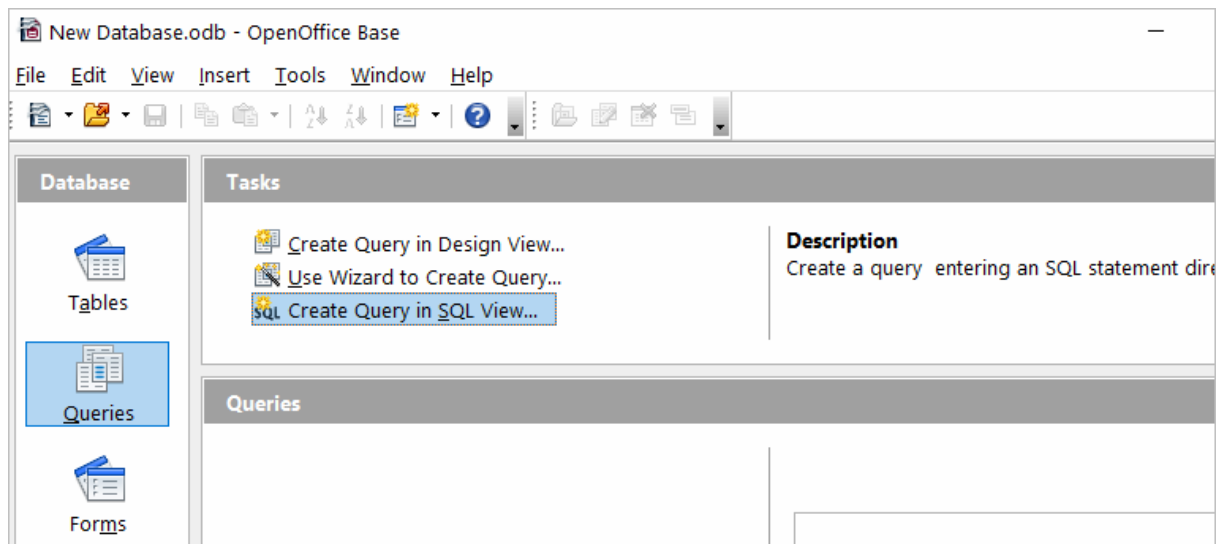 New Database.odb - OpenOffice Base
File Edit View Insert Tools Window Help
Database
Tables
Queries
Forms
Tasks
Create Query in Design View...
Use Wizard to Create Query...
SQL Create Query in SQL View...
Description
Create a query entering an SQL statement dire
Queries